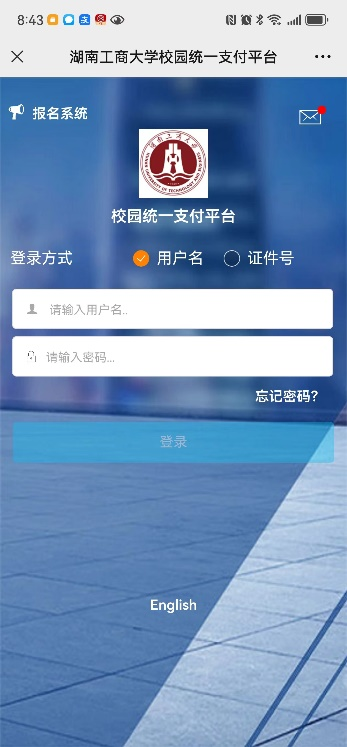 8:43
湖南工商大学校园统一支付平台
报名系统
校园统一支付平台
登录方式 用户名 证件号
请输入用户名..
请输入密码...
忘记密码？
登录
English